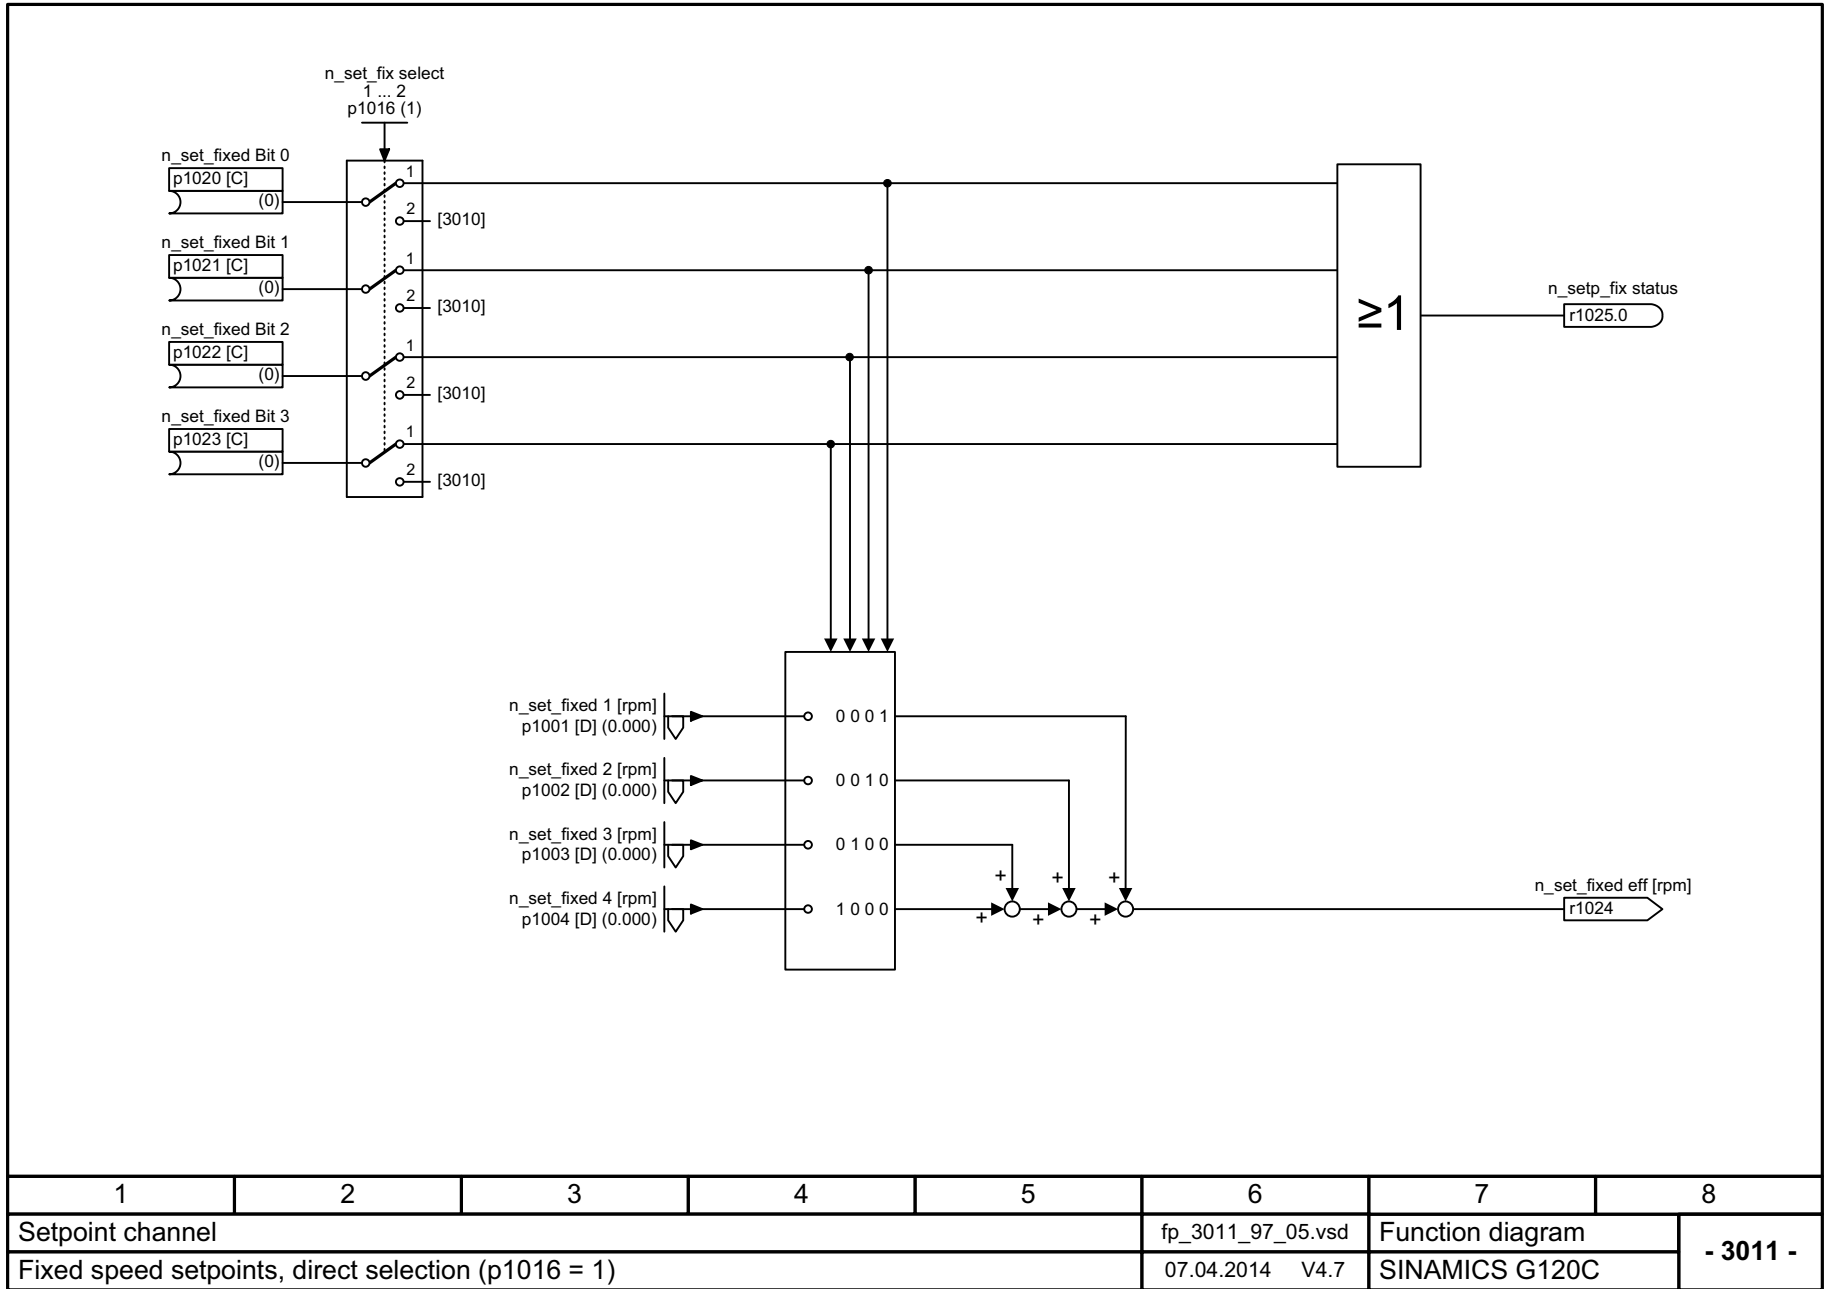 n_set_fix select
1 ... 2
p1016 (1)
n_set_fixed Bit 0
p1020 [C]
(0)
1
2
[3010]
n_set_fixed Bit 1
p1021 [C]
(0)
1
2
[3010]
n_set_fixed Bit 2
p1022 [C]
(0)
1
2
[3010]
n_set_fixed Bit 3
p1023 [C]
(0)
1
2
[3010]
≥1
n_setp_fix status
r1025.0
n_set_fixed 1 [rpm]
p1001 [D] (0.000)
0 0 0 1
n_set_fixed 2 [rpm]
p1002 [D] (0.000)
0 0 1 0
n_set_fixed 3 [rpm]
p1003 [D] (0.000)
0 1 0 0
n_set_fixed 4 [rpm]
p1004 [D] (0.000)
1 0 0 0
+ + +
+ + +
n_set_fixed eff [rpm]
r1024
1 2 3 4 5 6 7 8
Setpoint channel
fp_3011_97_05.vsd
Function diagram
- 3011 -
Fixed speed setpoints, direct selection (p1016 = 1)
07.04.2014 V4.7
SINAMICS G120C